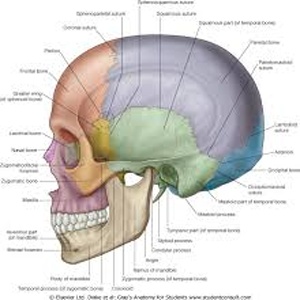 Sphenosquamous suture
Sphenoparietal suture
Squamous suture
Coronal suture
Squamous part (of temporal bone)
Pterion
Parietal bone
Frontal bone
Parietomastoid
suture
Greater wing
(of sphenoid bone)
Lacrimal bone
Lambdoid
suture
Nasal bone
Asterion
Zygomaticofacial
foramen
Zygomatic bone
Occipitomastoid
suture
Maxilla
Mastoid part of temporal bone
Mastoid process
Alveolar part
(of mandible)
Tympanic part (of temporal bone)
Styloid process
Mental foramen
Condylar process
Angle
Body of mandible
Ramus of mandible
Temporal process (of zygomatic bone)
Zygomatic process (of temporal bone)
© Elsevier Ltd. Drake et al: Gray's Anatomy for Students www.studentconsult.com